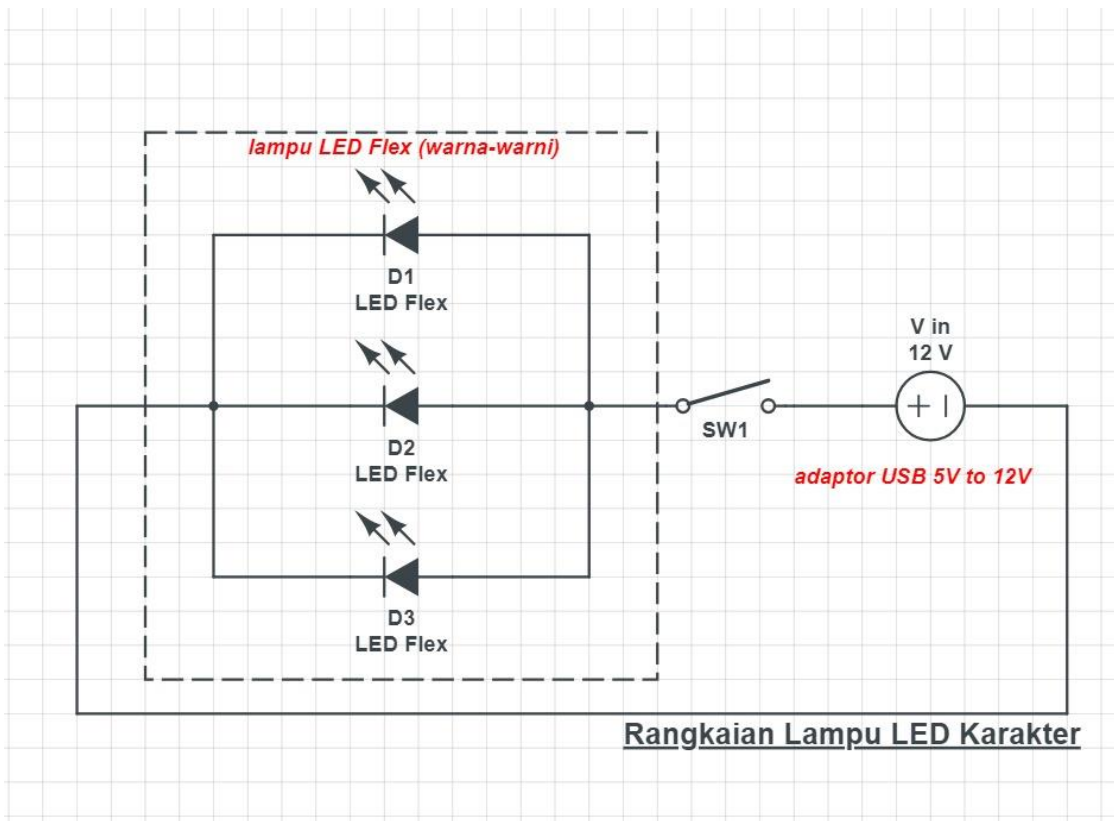 lampu LED Flex (warna-warni)
D1
LED Flex
V in
12 V
+ |
SW1
D2
LED Flex
adaptor USB 5V to 12V
D3
LED Flex
Rangkaian Lampu LED Karakter